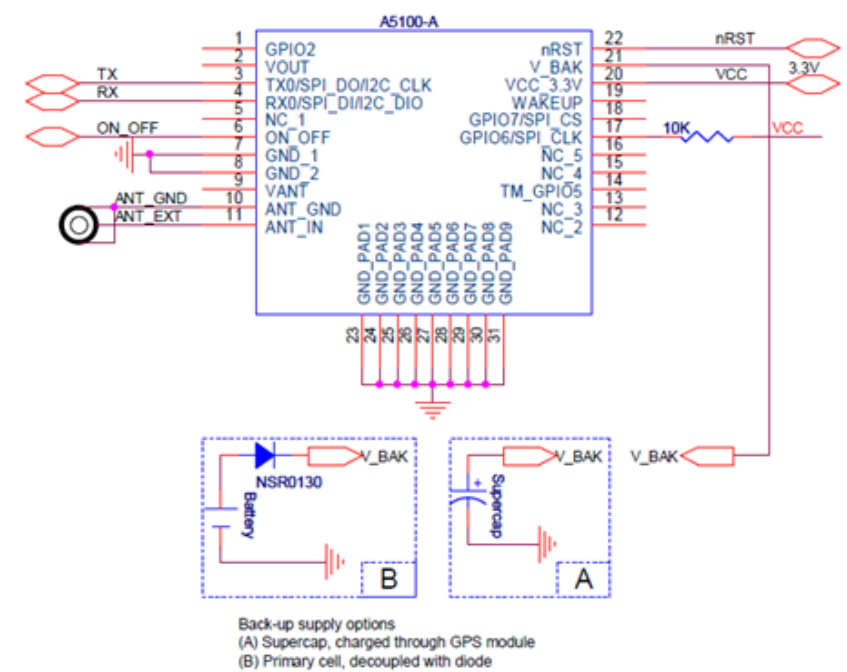 A5100-A
1 GPIO2
2 VOUT
TX 3 TX0/SPI_DO/I2C_CLK
RX 4 RX0/SPI_DI/I2C_DIO
5 NC_1
ON_OFF 6 ON_OFF
7 GND_1
8 GND_2
9 VANT
ANT_GND 10 ANT_GND
ANT_EXT 11 ANT_IN
nRST 22 nRST
V_BAK 21
VCC_3.3V 20 VCC 3.3V
WAKEUP 19
GPIO7/SPI_CS 18
GPIO6/SPI_CLK 17 10K VCC
NC_5 16
NC_4 15
TM_GPIO5 14
NC_3 13
NC_2 12
GND_PAD1
GND_PAD2
GND_PAD3
GND_PAD4
GND_PAD5
GND_PAD6
GND_PAD7
GND_PAD8
GND_PAD9
23
24
25
26
27
28
29
30
31
V_BAK
NSR0130
Battery
B
V_BAK
+
Supercap
A
V_BAK
Back-up supply options
(A) Supercap, charged through GPS module
(B) Primary cell, decoupled with diode